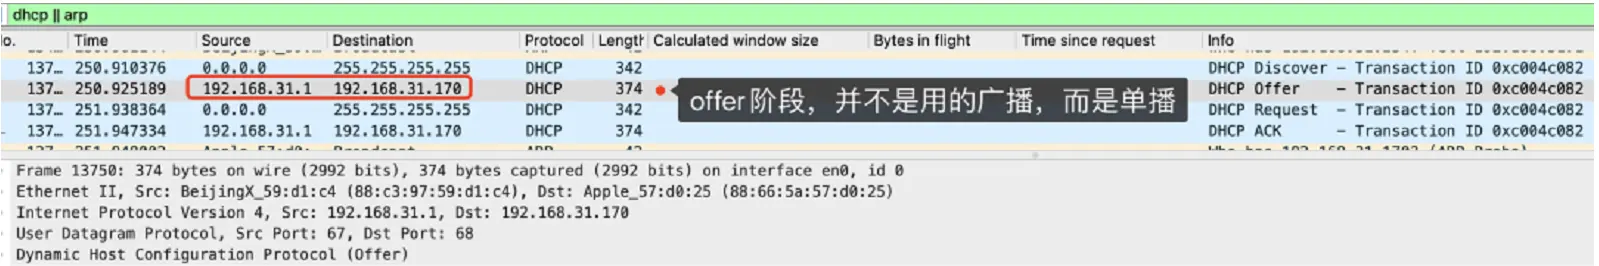 dhcp || arp
o. Time Source Destination Protocol Length Calculated window size Bytes in flight Time since request Info
137… 250.910376 0.0.0.0 255.255.255.255 DHCP 342 DHCP Discover – Transaction ID 0xc004c082
137… 250.925189 192.168.31.1 192.168.31.170 DHCP 374 DHCP Offer – Transaction ID 0xc004c082
offer阶段，并不是用的广播，而是单播
137… 251.938364 0.0.0.0 255.255.255.255 DHCP 342 DHCP Request – Transaction ID 0xc004c082
137… 251.947334 192.168.31.1 192.168.31.170 DHCP 374 DHCP ACK – Transaction ID 0xc004c082
Frame 13750: 374 bytes on wire (2992 bits), 374 bytes captured (2992 bits) on interface en0, id 0
Ethernet II, Src: BeijingX_59:d1:c4 (88:c3:97:59:d1:c4), Dst: Apple_57:d0:25 (88:66:5a:57:d0:25)
Internet Protocol Version 4, Src: 192.168.31.1, Dst: 192.168.31.170
User Datagram Protocol, Src Port: 67, Dst Port: 68
Dynamic Host Configuration Protocol (Offer)